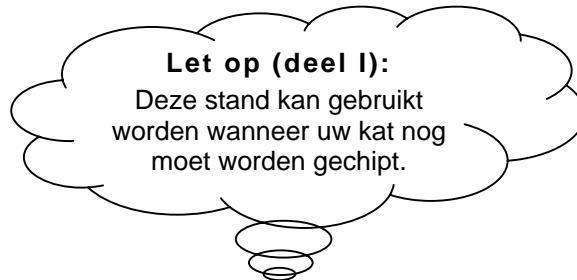 Let op (deel I):
Deze stand kan gebruikt
worden wanneer uw kat nog
moet worden gechipt.